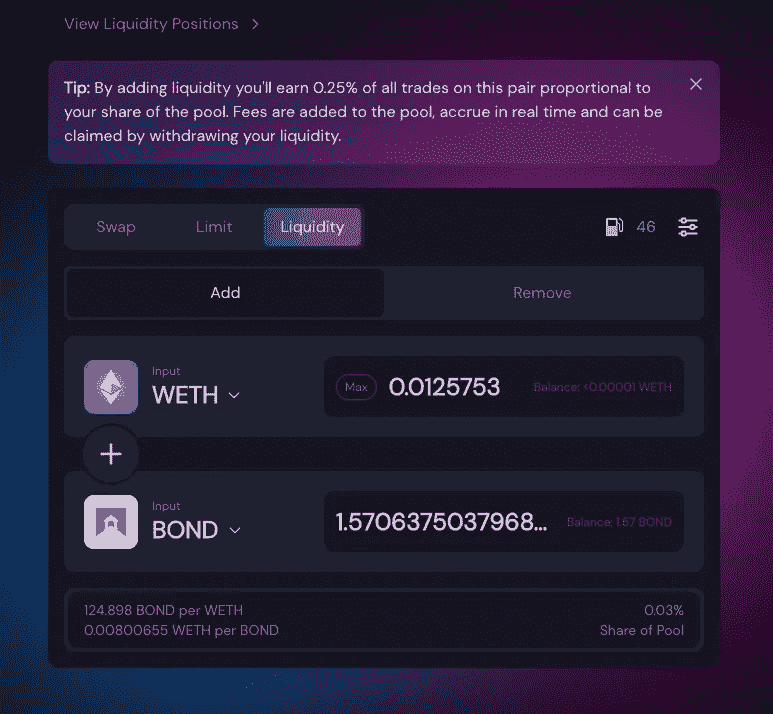 View Liquidity Positions >
Tip: By adding liquidity you'll earn 0.25% of all trades on this pair proportional to
your share of the pool. Fees are added to the pool, accrue in real time and can be
claimed by withdrawing your liquidity.
Swap Limit Liquidity 46
Add Remove
Input
WETH Max 0.0125753 Balance: <0.00001 WETH
Input
BOND 1.5706375037968... Balance: 1.57 BOND
124.898 BOND per WETH 0.03%
0.00800655 WETH per BOND Share of Pool